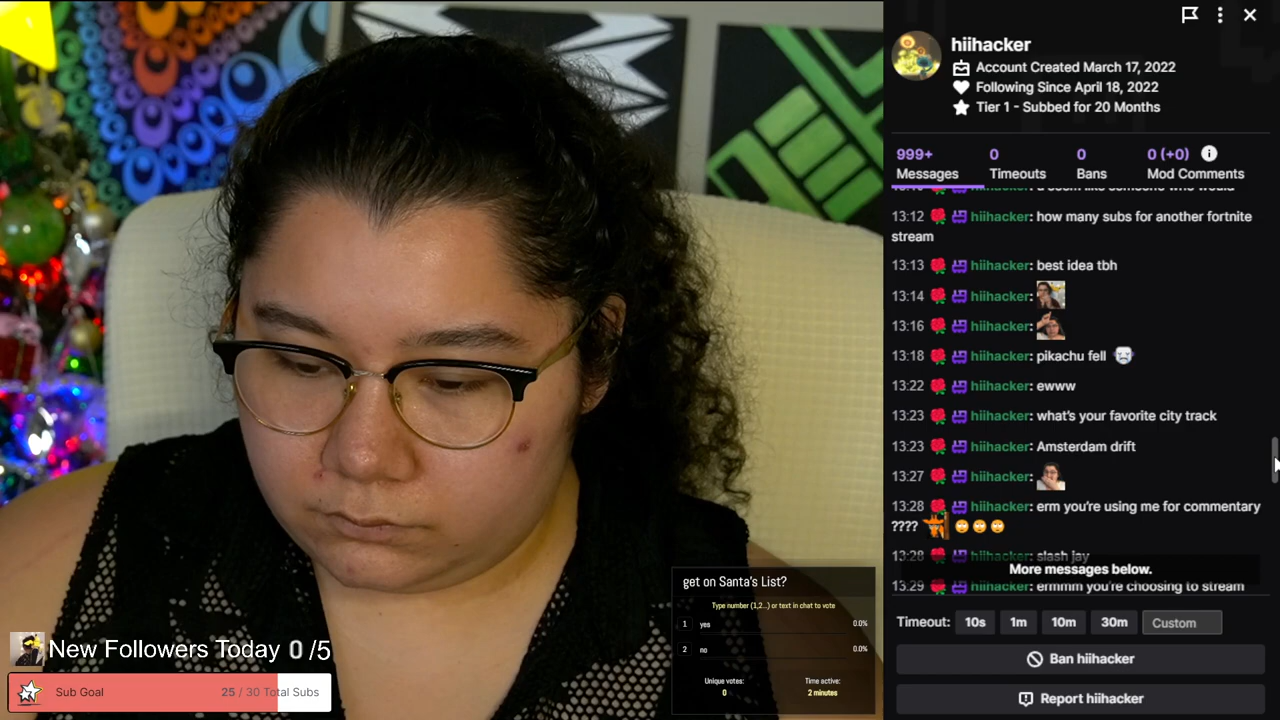 hiihacker
Account Created March 17, 2022
Following Since April 18, 2022
Tier 1 - Subbed for 20 Months
999+
Messages
0
Timeouts
0
Bans
0 (+0)
Mod Comments
13:12 hiihacker: how many subs for another fortnite
stream
13:13 hiihacker: best idea tbh
13:14 hiihacker:
13:16 hiihacker:
13:18 hiihacker: pikachu fell
13:22 hiihacker: ewww
13:23 hiihacker: what's your favorite city track
13:23 hiihacker: Amsterdam drift
13:27 hiihacker:
13:28 hiihacker: erm you're using me for commentary
????
13:28 hiihacker: slash jay
More messages below.
13:29 hiihacker: ermmm you're choosing to stream
Timeout: 10s 1m 10m 30m Custom
Ban hiihacker
Report hiihacker
get on Santa's List?
Type number (1,2...) or text in chat to vote
1 yes 0.0%
2 no 0.0%
Unique votes:
0
Time active:
2 minutes
New Followers Today 0 /5
Sub Goal 25 / 30 Total Subs